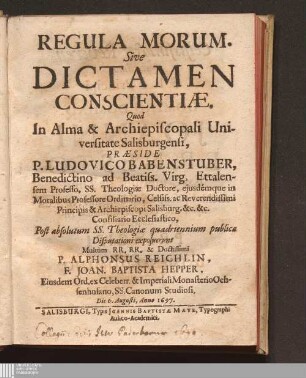 REGULA MORUM.
Sive
DICTAMEN
CONSCIENTIÆ,
Quod
In Alma & Archiepiscopali Uni-
versitate Salisburgensi,
PRÆSIDE
P. LUDOVICO BABENSTUBER,
Benedictino ad Beatiss. Virg. Ettalen-
sem Professo, SS. Theologiæ Doctore, ejusdémque in
Moralibus Professore Ordinario, Celsiss. ac Reverendissimi
Principis & Archiepiscopi Salisburg. &c. &c.
Consiliario Ecclesiastico,
Post absolutum SS. Theologiæ quadriennium publicæ
Disputationi exposuerunt
Multùm RR. RR. & Doctissimi
P. ALPHONSUS REICHLIN,
F. JOAN. BAPTISTA HEPPER,
Ejusdem Ord. ex Celeberr. & Imperiali Monasterio Och-
senhusano, SS. Canonum Studiosi,
Die 6. Augusti, Anno 1697.
SALISBURGI, Typis JOANNIS BAPTISTÆ MAYR, Typographi
Aulico-Academici.